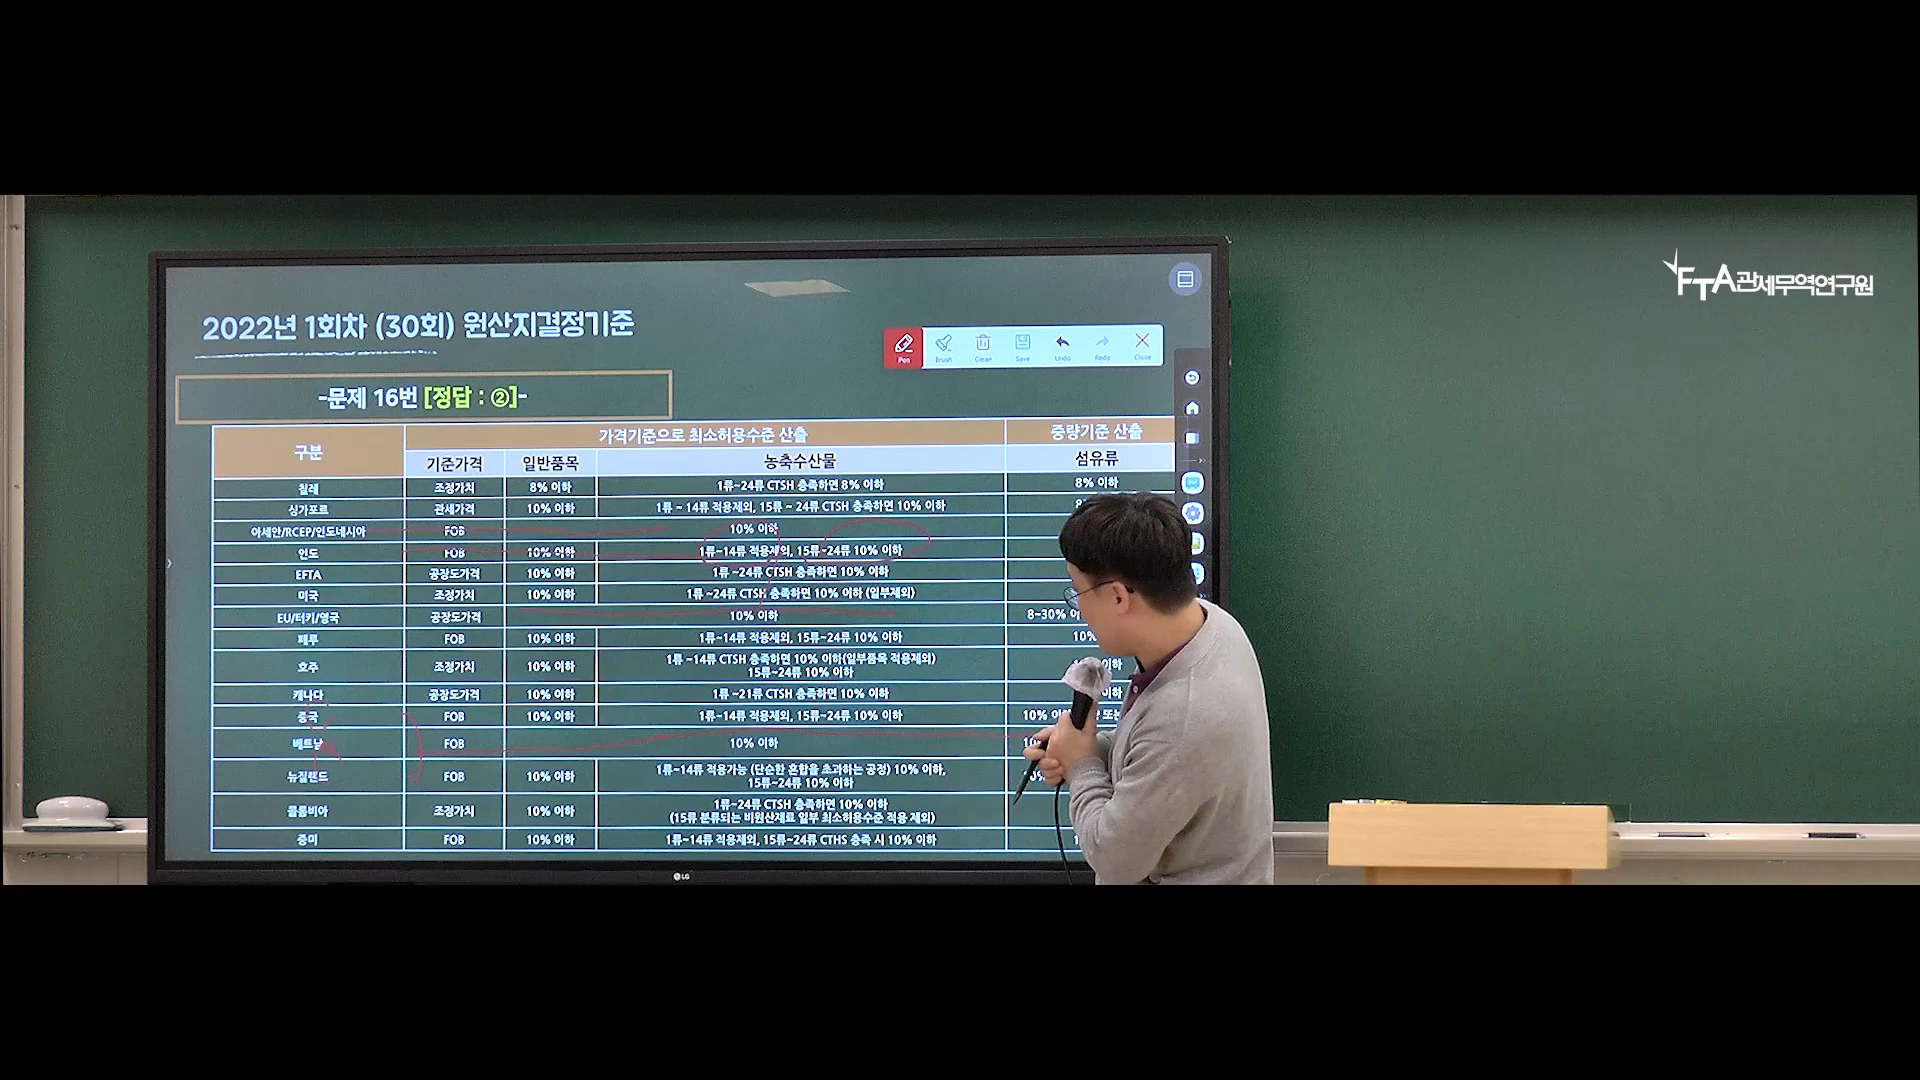 FTA관세무역연구원
2022년 1회차 (30회) 원산지결정기준
Pen Brush Clean Save Undo Redo Close
-문제 16번 [정답 : ②]-
구분 가격기준으로 최소허용수준 산출 중량기준 산출
기준가격 일반품목 농축수산물 섬유류
칠레 조정가치 8% 이하 1류~24류 CTSH 충족하면 8% 이하 8% 이하
싱가포르 관세가격 10% 이하 1류 ~ 14류 적용제외, 15류 ~ 24류 CTSH 충족하면 10% 이하
아세안/RCEP/인도네시아 FOB 10% 이하
인도 FOB 10% 이하 1류~14류 적용제외, 15류~24류 10% 이하
EFTA 공장도가격 10% 이하 1류 ~24류 CTSH 충족하면 10% 이하
미국 조정가치 10% 이하 1류 ~24류 CTSH 충족하면 10% 이하 (일부제외)
EU/터키/영국 공장도가격 10% 이하 8~30%
페루 FOB 10% 이하 1류~14류 적용제외, 15류~24류 10% 이하 10%
호주 조정가치 10% 이하 1류 ~14류 CTSH 충족하면 10% 이하(일부품목 적용제외) 이하
15류~24류 10% 이하
캐나다 공장도가격 10% 이하 1류 ~21류 CTSH 충족하면 10% 이하 이하
중국 FOB 10% 이하 1류~14류 적용제외, 15류~24류 10% 이하 10% 또는
베트남 FOB 10% 이하
뉴질랜드 FOB 10% 이하 1류~14류 적용가능 (단순한 혼합을 초과하는 공정) 10% 이하,
15류~24류 10% 이하
콜롬비아 조정가치 10% 이하 1류~24류 CTSH 충족하면 10% 이하
(15류 분류되는 비원산재료 일부 최소허용수준 적용 제외)
중미 FOB 10% 이하 1류~14류 적용제외, 15류~24류 CTHS 충족 시 10% 이하
LG